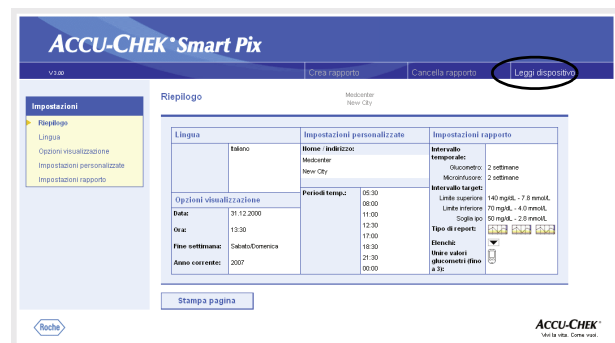 ACCU-CHEK® Smart Pix
V 3.00
Crea rapporto
Cancella rapporto
Leggi dispositivo
Impostazioni
Riepilogo
Lingua
Opzioni visualizzazione
Impostazioni personalizzate
Impostazioni rapporto
Riepilogo
Medcenter
New City
Lingua
Italiano
Opzioni visualizzazione
Data: 31.12.2000
Ora: 13:30
Fine settimana: Sabato/Domenica
Anno corrente: 2007
Impostazioni personalizzate
Nome / indirizzo:
Medcenter
New City
Periodi temp.: 05:30
08:00
11:00
12:30
17:00
18:30
21:30
00:00
Impostazioni rapporto
Intervallo
temporale:
Glucometro: 2 settimane
Microinfusore: 2 settimane
Intervallo target:
Limite superiore 140 mg/dL - 7.8 mmol/L
Limite inferiore 70 mg/dL - 4.0 mmol/L
Soglia ipo 50 mg/dL - 2.8 mmol/L
Tipo di report:
Elenchi:
Unire valori
glucometri (fino
a 3):
Stampa pagina
Roche
ACCU-CHEK®
Vivi la vita. Come vuoi.